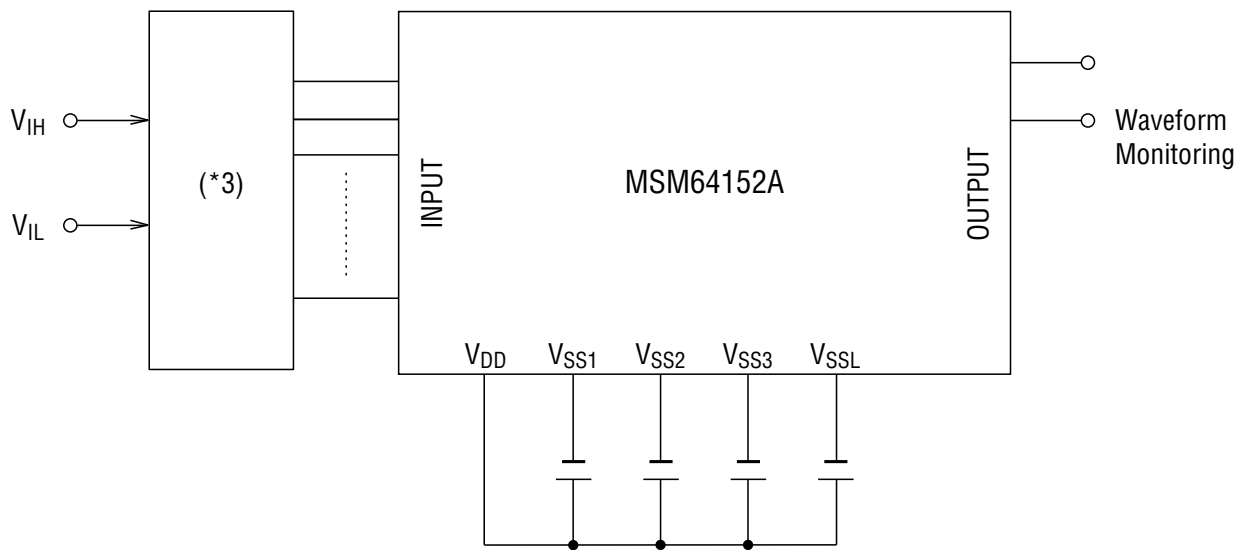 V_IH
V_IL
(*3)
INPUT
MSM64152A
OUTPUT
Waveform
Monitoring
V_DD V_SS1 V_SS2 V_SS3 V_SSL